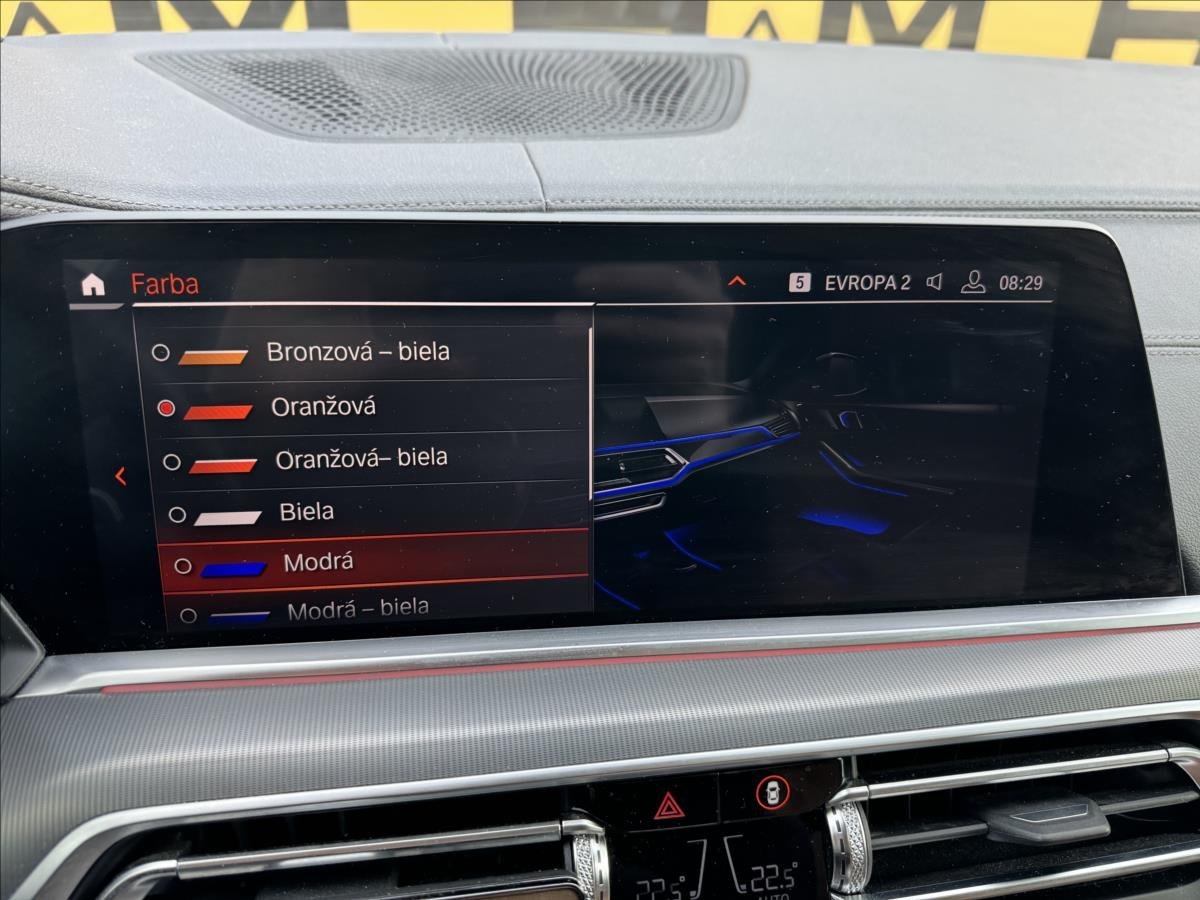 Farba
5 EVROPA 2 08:29
Bronzová – biela
Oranžová
Oranžová– biela
Biela
Modrá
Modrá – biela
22.5° 22.5°
AUTO